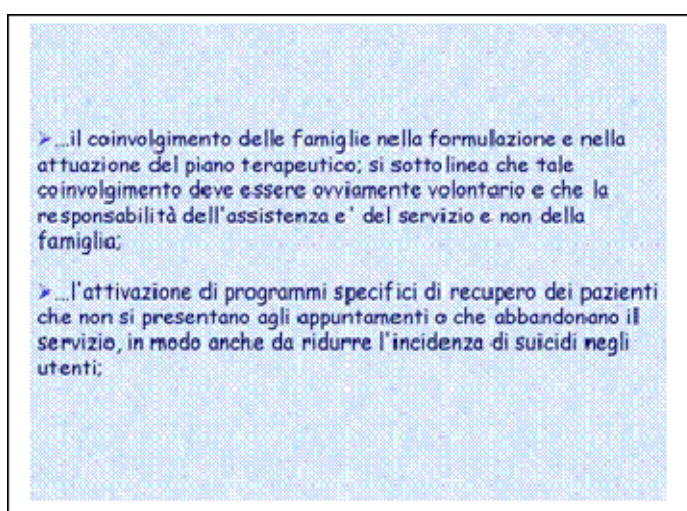 ➢…il coinvolgimento delle famiglie nella formulazione e nella
attuazione del piano terapeutico; si sottolinea che tale
coinvolgimento deve essere ovviamente volontario e che la
responsabilità dell'assistenza e' del servizio e non della
famiglia;
➢…l'attivazione di programmi specifici di recupero dei pazienti
che non si presentano agli appuntamenti o che abbandonano il
servizio, in modo anche da ridurre l'incidenza di suicidi negli
utenti;